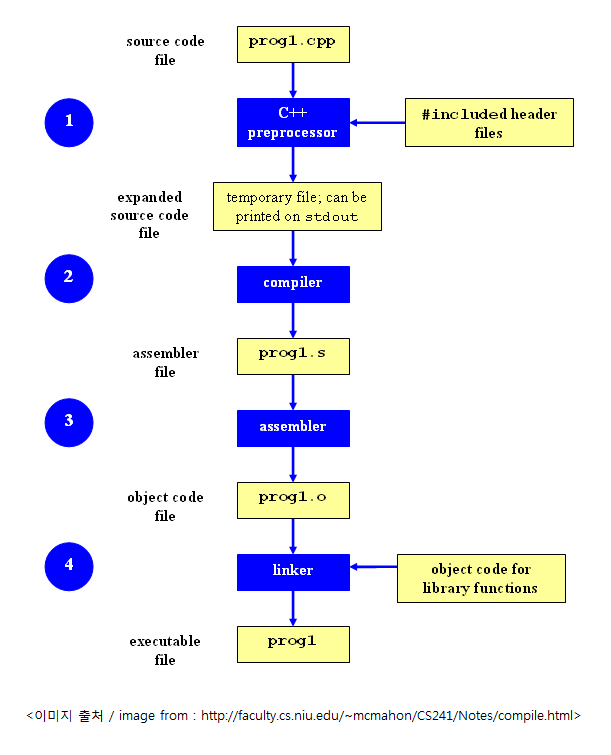 source code
file
prog1.cpp
1
C++
preprocessor
#included header
files
expanded
source code
file
temporary file; can be
printed on stdout
2
compiler
assembler
file
prog1.s
3
assembler
object code
file
prog1.o
4
linker
object code for
library functions
executable
file
prog1
<이미지 출처 / image from : http://faculty.cs.niu.edu/~mcmahon/CS241/Notes/compile.html>